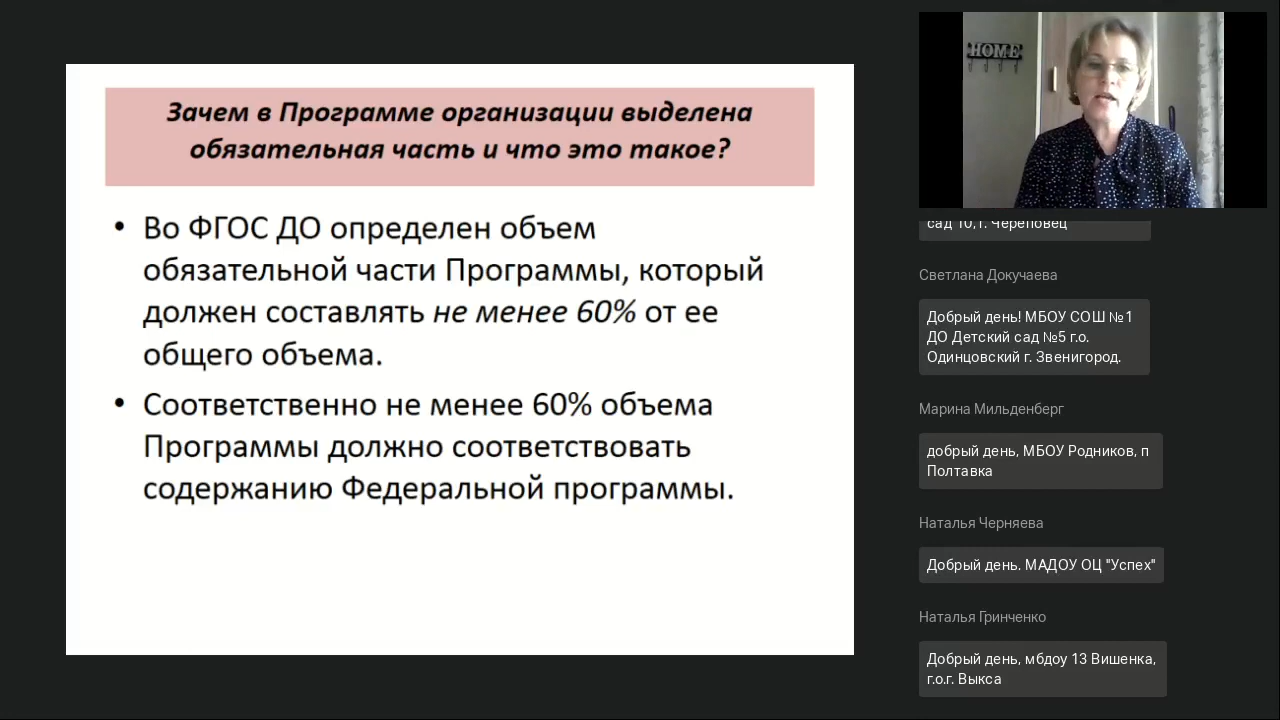 Зачем в Программе организации выделена
обязательная часть и что это такое?
• Во ФГОС ДО определен объем
обязательной части Программы, который
должен составлять не менее 60% от ее
общего объема.
• Соответственно не менее 60% объема
Программы должно соответствовать
содержанию Федеральной программы.
HOME
сад 10,г. Череповец
Светлана Докучаева
Добрый день! МБОУ СОШ №1
ДО Детский сад №5 г.о.
Одинцовский г. Звенигород.
Марина Мильденберг
добрый день, МБОУ Родников, п
Полтавка
Наталья Черняева
Добрый день. МАДОУ ОЦ "Успех"
Наталья Гринченко
Добрый день, мбдоу 13 Вишенка,
г.о.г. Выкса